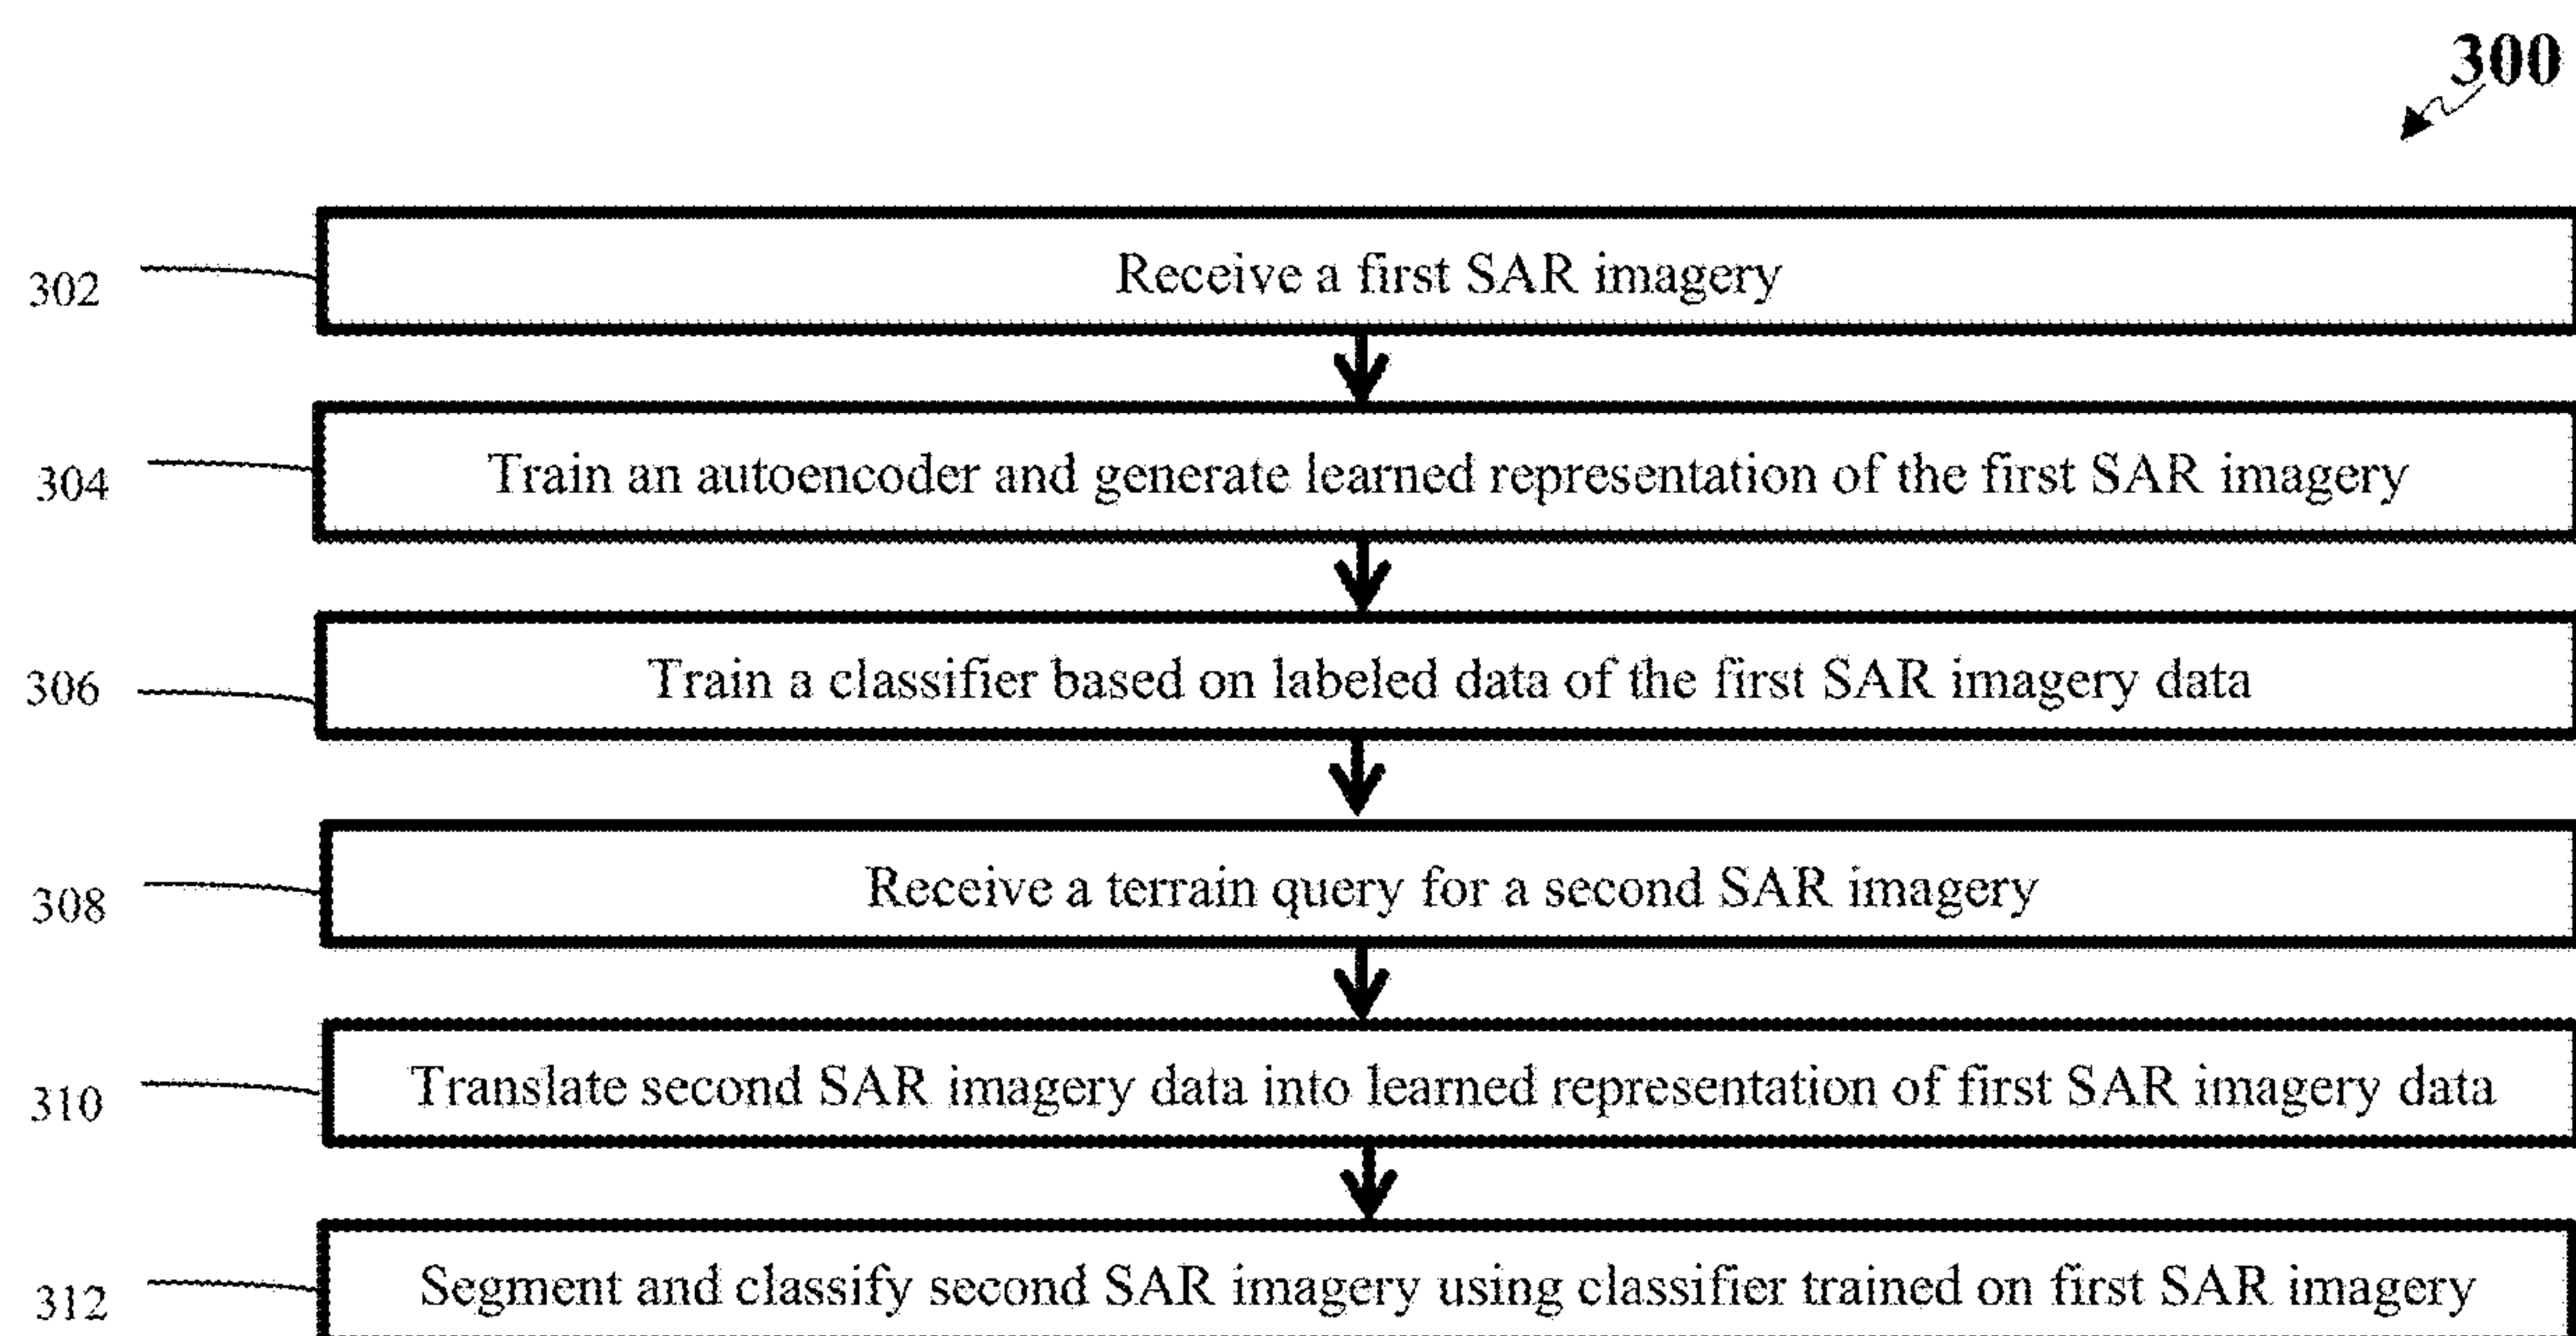 300
302 Receive a first SAR imagery
304 Train an autoencoder and generate learned representation of the first SAR imagery
306 Train a classifier based on labeled data of the first SAR imagery data
308 Receive a terrain query for a second SAR imagery
310 Translate second SAR imagery data into learned representation of first SAR imagery data
312 Segment and classify second SAR imagery using classifier trained on first SAR imagery